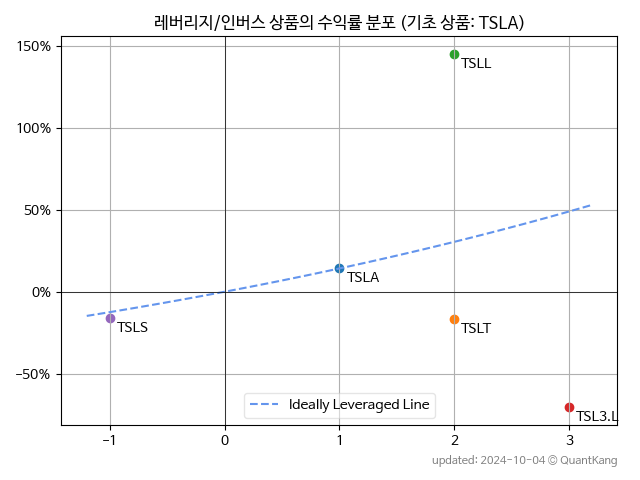 레버리지/인버스 상품의 수익률 분포 (기초 상품: TSLA)
150%
100%
50%
0%
−50%
TSLL
TSLA
TSLS
TSLT
TSL3.L
Ideally Leveraged Line
−1 0 1 2 3
updated: 2024-10-04 © QuantKang